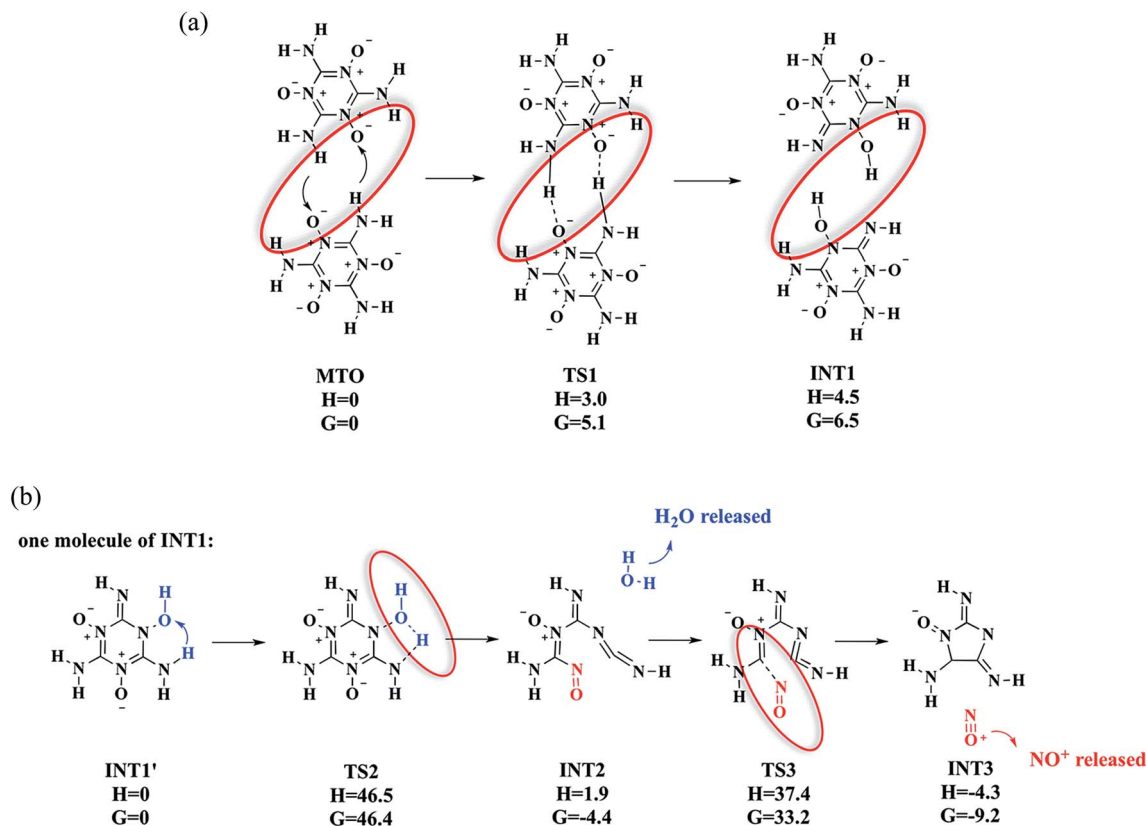 (a)
MTO
H=0
G=0
TS1
H=3.0
G=5.1
INT1
H=4.5
G=6.5
(b)
one molecule of INT1:
H₂O released
NO⁺ released
INT1'
H=0
G=0
TS2
H=46.5
G=46.4
INT2
H=1.9
G=-4.4
TS3
H=37.4
G=33.2
INT3
H=-4.3
G=-9.2